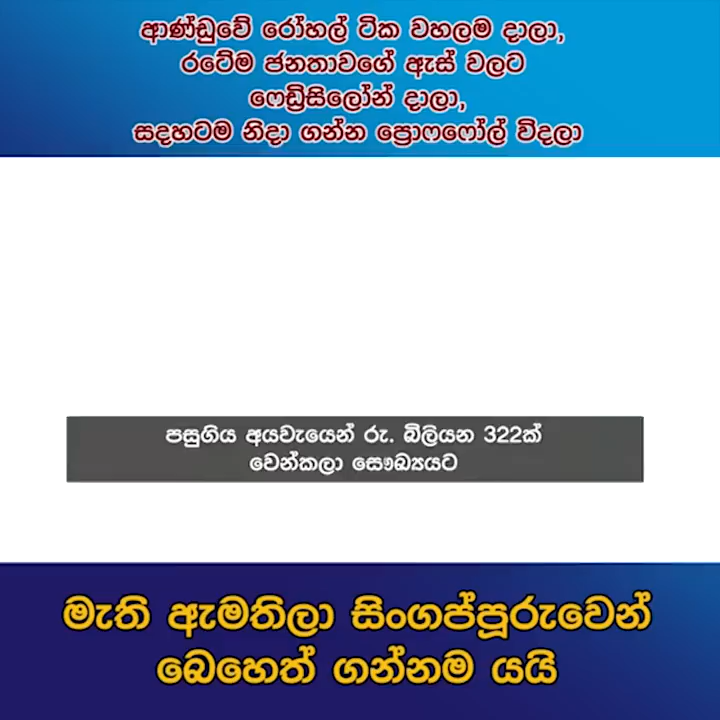 ආණ්ඩුවේ රෝහල් ටික වහලම දාලා,
රටේම ජනතාවගේ ඇස් වලට
ෆෙඩ්‍රිසිලෝන් දාලා,
සදහටම නිදා ගන්න ප්‍රොෆෆෝල් විදලා
පසුගිය අයවැයෙන් රු. බිලියන 322ක්
වෙන්කලා සෞඛ්‍යයට
මැති ඇමතිලා සිංගප්පූරුවෙන්
බෙහෙත් ගන්නම යයි